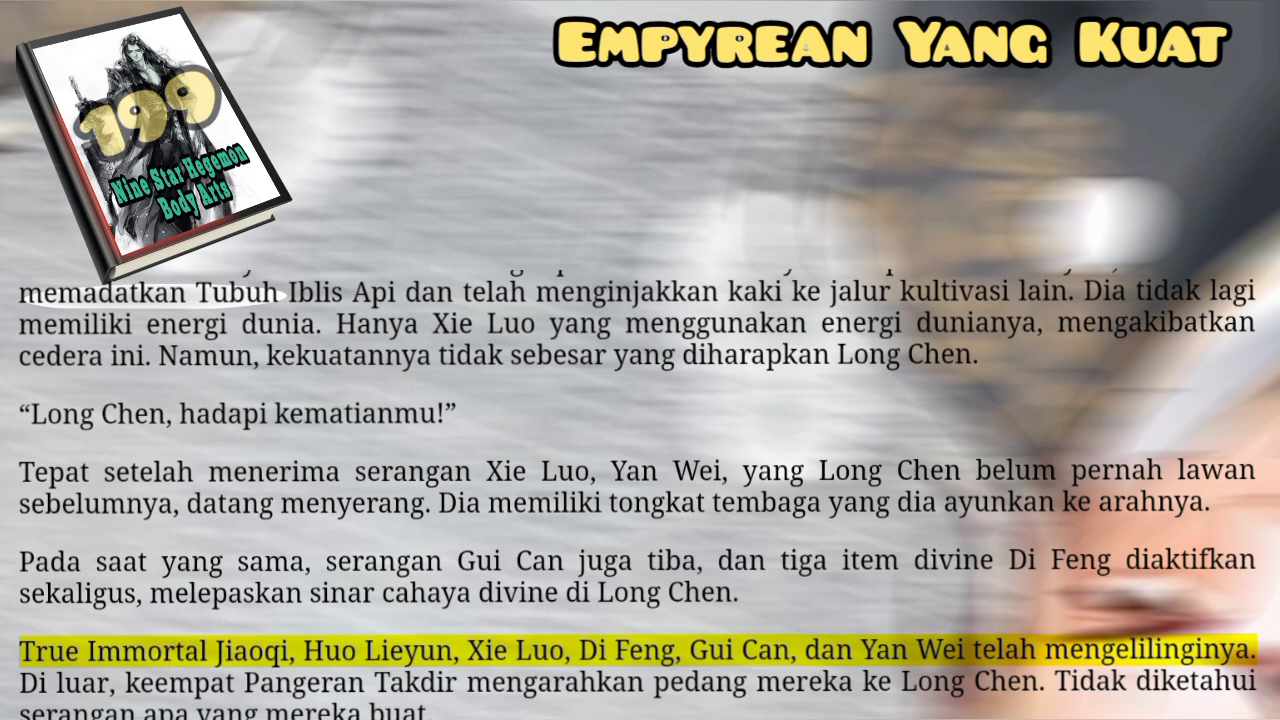 Empyrean Yang Kuat
199
Nine Star Hegemon
Body Arts
memadatkan Tubuh Iblis Api dan telah menginjakkan kaki ke jalur kultivasi lain. Dia tidak lagi
memiliki energi dunia. Hanya Xie Luo yang menggunakan energi dunianya, mengakibatkan
cedera ini. Namun, kekuatannya tidak sebesar yang diharapkan Long Chen.
“Long Chen, hadapi kematianmu!”
Tepat setelah menerima serangan Xie Luo, Yan Wei, yang Long Chen belum pernah lawan
sebelumnya, datang menyerang. Dia memiliki tongkat tembaga yang dia ayunkan ke arahnya.
Pada saat yang sama, serangan Gui Can juga tiba, dan tiga item divine Di Feng diaktifkan
sekaligus, melepaskan sinar cahaya divine di Long Chen.
True Immortal Jiaoqi, Huo Lieyun, Xie Luo, Di Feng, Gui Can, dan Yan Wei telah mengelilinginya.
Di luar, keempat Pangeran Takdir mengarahkan pedang mereka ke Long Chen. Tidak diketahui
serangan apa yang mereka buat.